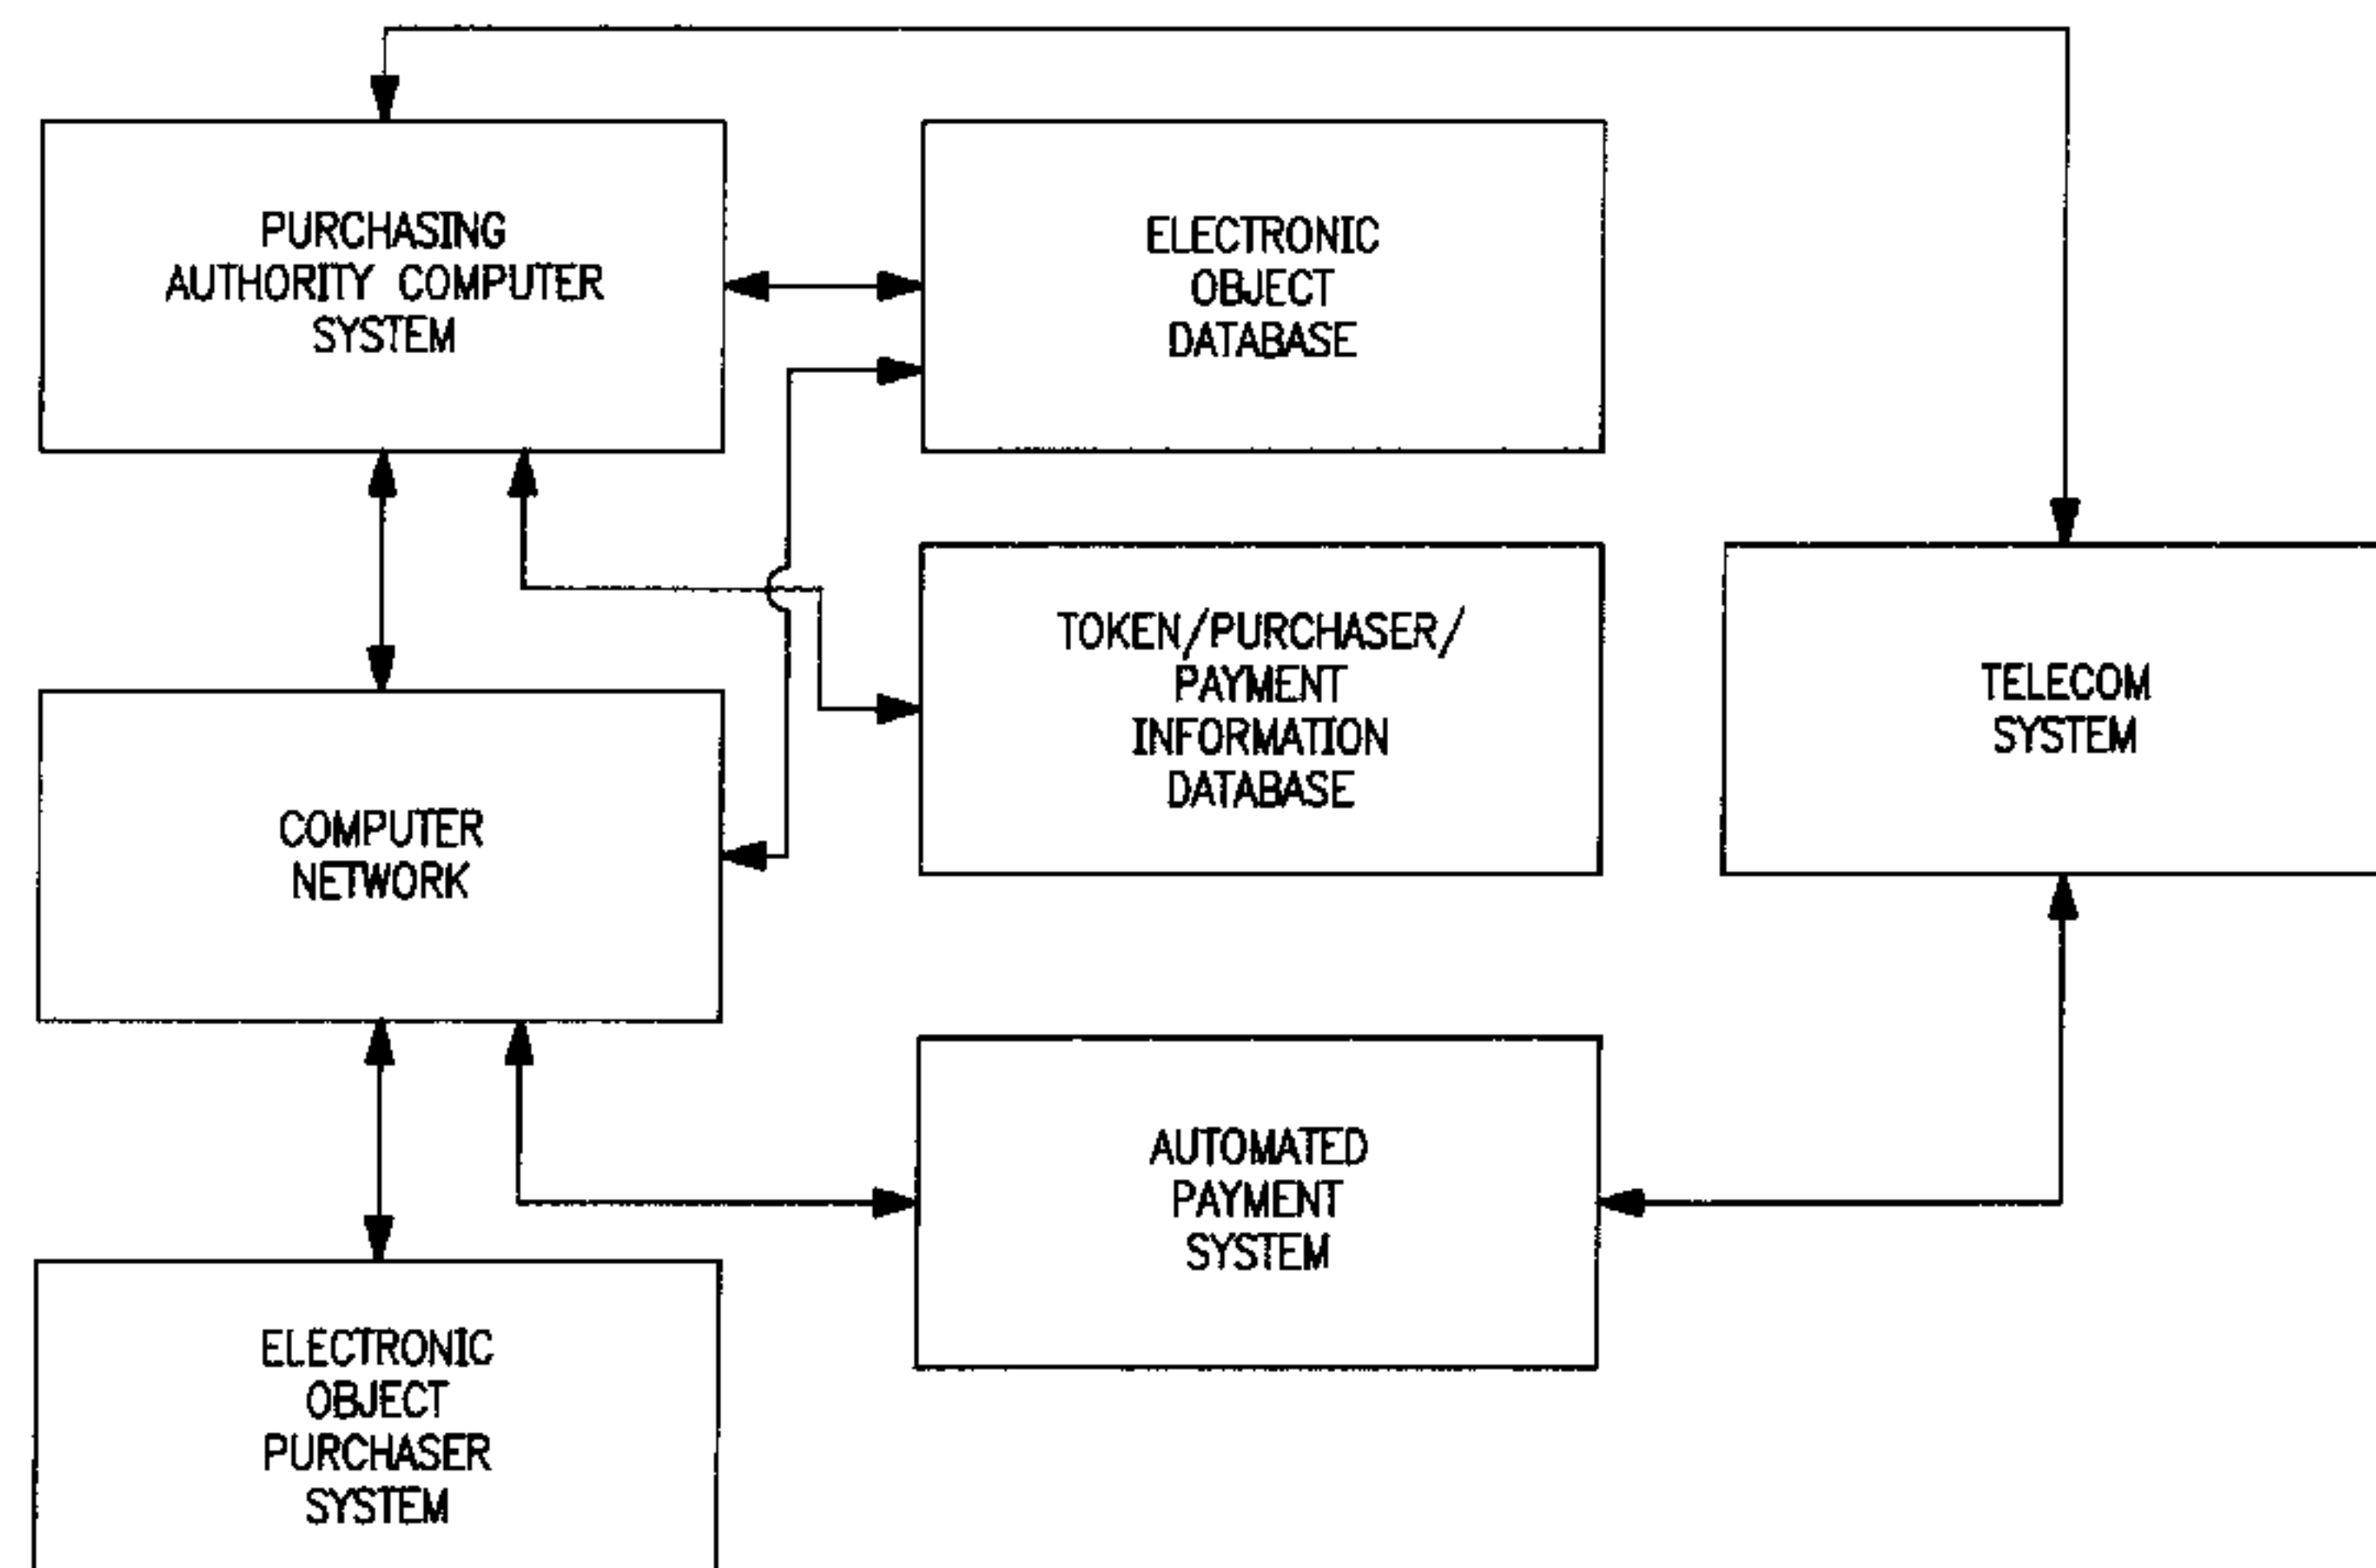 PURCHASING
AUTHORITY COMPUTER
SYSTEM
ELECTRONIC
OBJECT
DATABASE
TOKEN/PURCHASER/
PAYMENT
INFORMATION
DATABASE
TELECOM
SYSTEM
COMPUTER
NETWORK
AUTOMATED
PAYMENT
SYSTEM
ELECTRONIC
OBJECT
PURCHASER
SYSTEM